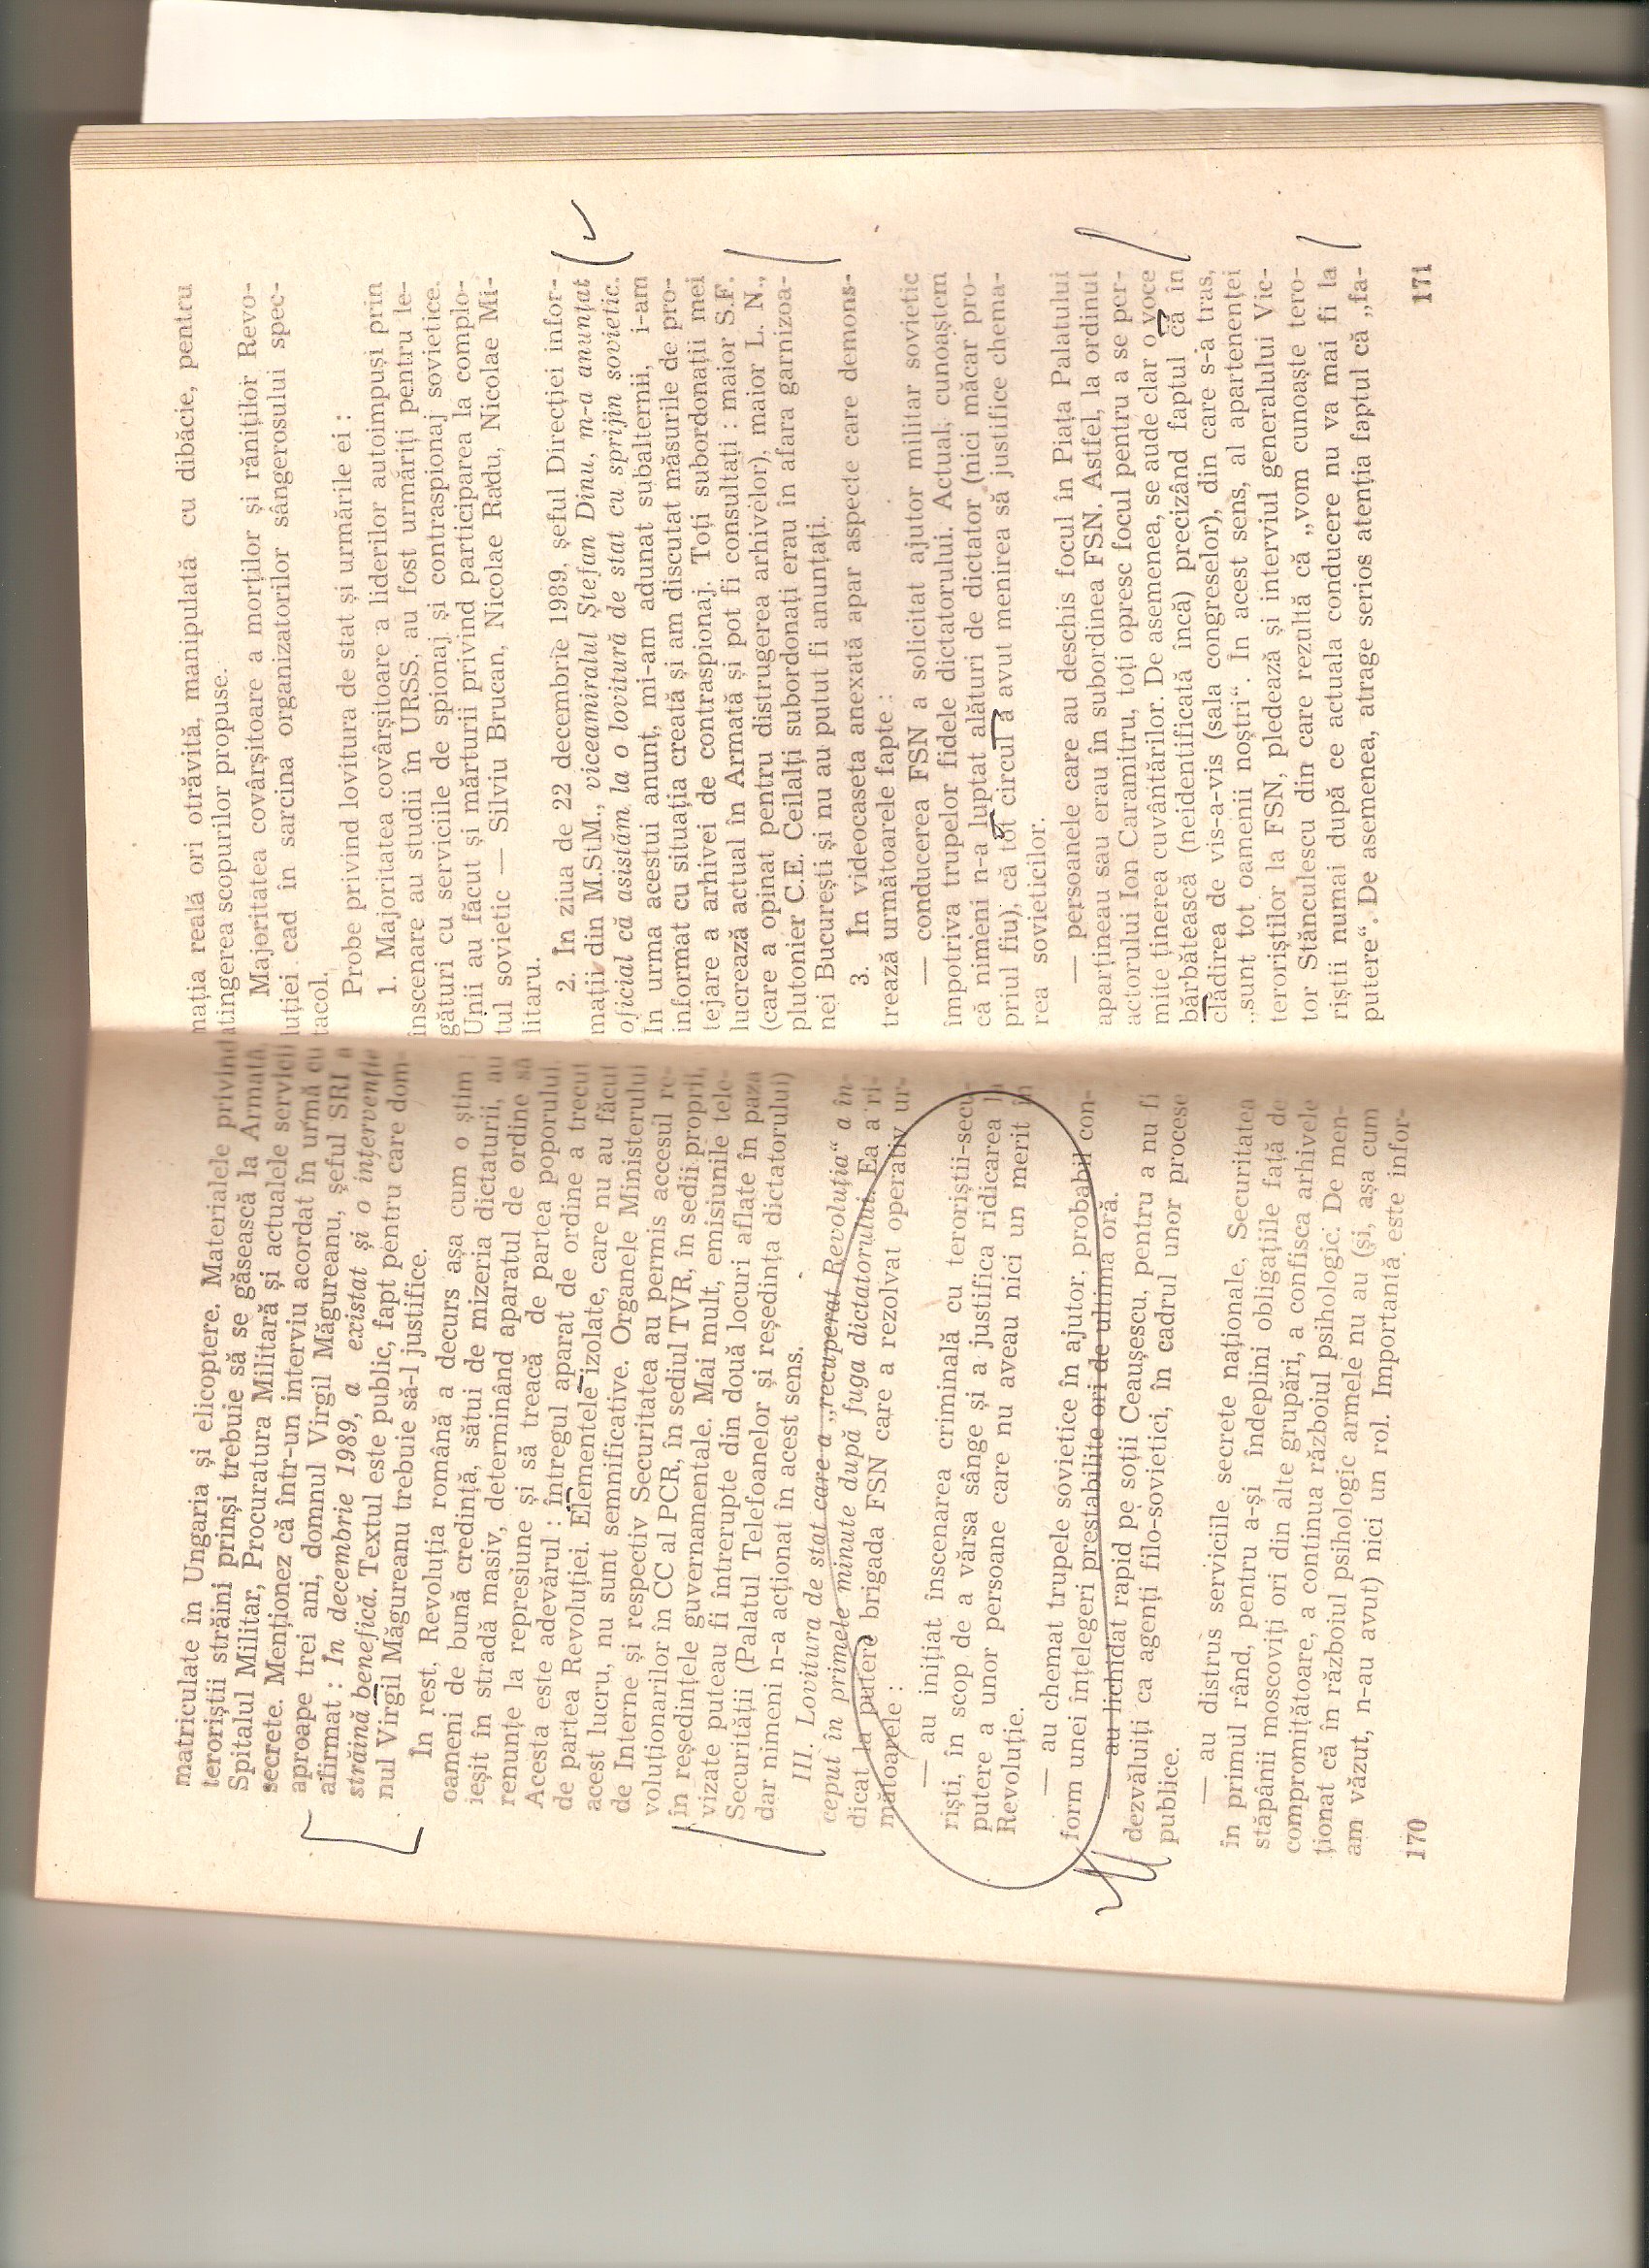 matriculate în Ungaria și elicoptere. Materialele privind
teroriștii străini prinși trebuie să se găsească la Armată,
Spitalul Militar, Procuratura Militară și actualele servicii
secrete. Menționez că într-un interviu acordat în urmă cu
aproape trei ani, domnul Virgil Măgureanu, șeful SRI a
afirmat : În decembrie 1989, a existat și o intervenție
străină benefică. Textul este public, fapt pentru care dom-
nul Virgil Măgureanu trebuie să-l justifice.
În rest, Revoluția română a decurs așa cum o știm :
oameni de bună credință, sătui de mizeria dictaturii, au
ieșit în stradă masiv, determinând aparatul de ordine să
renunțe la represiune și să treacă de partea poporului.
Acesta este adevărul : întregul aparat de ordine a trecut
de partea Revoluției. Elementele izolate, care nu au făcut
acest lucru, nu sunt semnificative. Organele Ministerului
de Interne și respectiv Securitatea au permis accesul re-
voluționarilor în CC al PCR, în sediul TVR, în sedii proprii,
în reședințele guvernamentale. Mai mult, emisiunile tele-
vizate puteau fi întrerupte din două locuri aflate în paza
Securității (Palatul Telefoanelor și reședința dictatorului)
dar nimeni n-a acționat în acest sens.
III. Lovitura de stat care a „recuperat Revoluția“ a în-
ceput în primele minute după fuga dictatorului. Ea a ri-
dicat la putere brigada FSN care a rezolvat operativ ur-
mătoarele :
— au inițiat înscenarea criminală cu teroriștii-secu-
riști, în scop de a vărsa sânge și a justifica ridicarea la
putere a unor persoane care nu aveau nici un merit în
Revoluție.
— au chemat trupele sovietice în ajutor, probabil con-
form unei înțelegeri prestabilite ori de ultimă oră.
— au lichidat rapid pe soții Ceaușescu, pentru a nu fi
dezvăluiți ca agenți filo-sovietici, în cadrul unor procese
publice.
— au distrus serviciile secrete naționale, Securitatea
în primul rând, pentru a-și îndeplini obligațiile față de
stăpânii moscoviți ori din alte grupări, a confisca arhivele
compromițătoare, a continua războiul psihologic. De men-
ționat că în războiul psihologic armele nu au (și, așa cum
am văzut, n-au avut) nici un rol. Importantă este infor-
170
mația reală ori otrăvită, manipulată cu dibăcie, pentru
atingerea scopurilor propuse.
Majoritatea covârșitoare a morților și răniților Revo-
luției cad în sarcina organizatorilor sângerosului spec-
tacol.
Probe privind lovitura de stat și urmările ei :
1. Majoritatea covârșitoare a liderilor autoimpuși prin
înscenare au studii în URSS, au fost urmăriți pentru le-
gături cu serviciile de spionaj și contraspionaj sovietice.
Unii au făcut și mărturii privind participarea la complo-
tul sovietic — Silviu Brucan, Nicolae Radu, Nicolae Mi-
litaru.
2. În ziua de 22 decembrie 1989, șeful Direcției infor-
mații din M.St.M., viceamiralul Ștefan Dinu, m-a anunțat
oficial că asistăm la o lovitură de stat cu sprijin sovietic.
În urma acestui anunț, mi-am adunat subalternii, i-am
informat cu situația creată și am discutat măsurile de pro-
tejare a arhivei de contraspionaj. Toți subordonații mei
lucrează actual în Armată și pot fi consultați : maior S.F.
(care a opinat pentru distrugerea arhivelor), maior L. N.,
plutonier C.E. Ceilalți subordonați erau în afara garnizoa-
nei București și nu au putut fi anunțați.
3. În videocaseta anexată apar aspecte care demons-
trează următoarele fapte :
— conducerea FSN a solicitat ajutor militar sovietic
împotriva trupelor fidele dictatorului. Actual, cunoaștem
că nimeni n-a luptat alături de dictator (nici măcar pro-
priul fiu), că tot circul a avut menirea să justifice chema-
rea sovieticilor.
— persoanele care au deschis focul în Piața Palatului
aparțineau sau erau în subordinea FSN. Astfel, la ordinul
actorului Ion Caramitru, toți opresc focul pentru a se per-
mite ținerea cuvântărilor. De asemenea, se aude clar o voce
bărbătească (neidentificată încă) precizând faptul că în
clădirea de vis-a-vis (sala congreselor), din care s-a tras,
„sunt tot oamenii noștri“. În acest sens, al apartenenței
teroriștilor la FSN, pledează și interviul generalului Vic-
tor Stănculescu din care rezultă că „vom cunoaște tero-
riștii numai după ce actuala conducere nu va mai fi la
putere“. De asemenea, atrage serios atenția faptul că „fa-
171